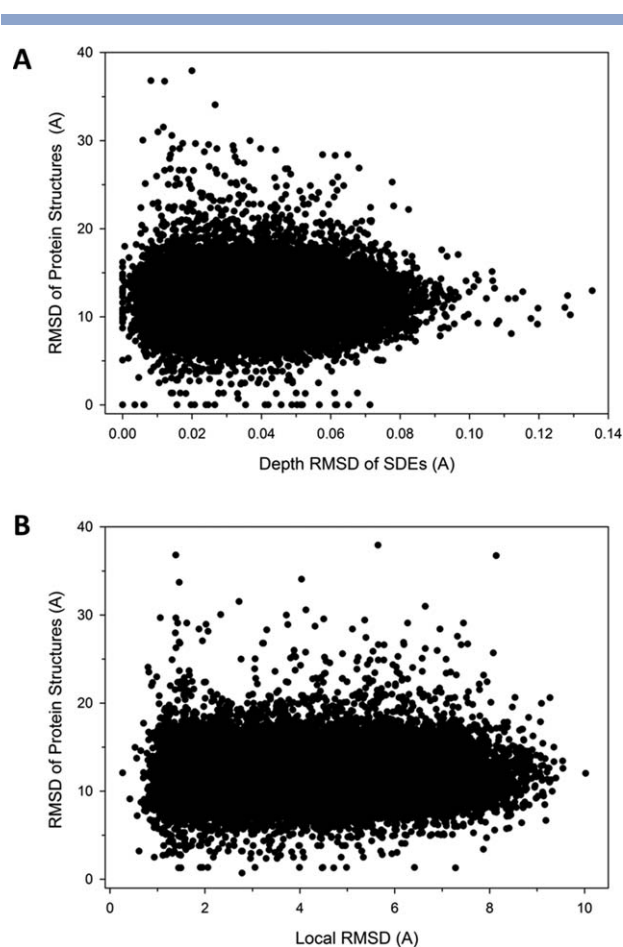 A
40
30
20
10
0
RMSD of Protein Structures (A)
0.00 0.02 0.04 0.06 0.08 0.10 0.12 0.14
Depth RMSD of SDEs (A)
B
40
30
20
10
0
RMSD of Protein Structures (A)
0 2 4 6 8 10
Local RMSD (A)